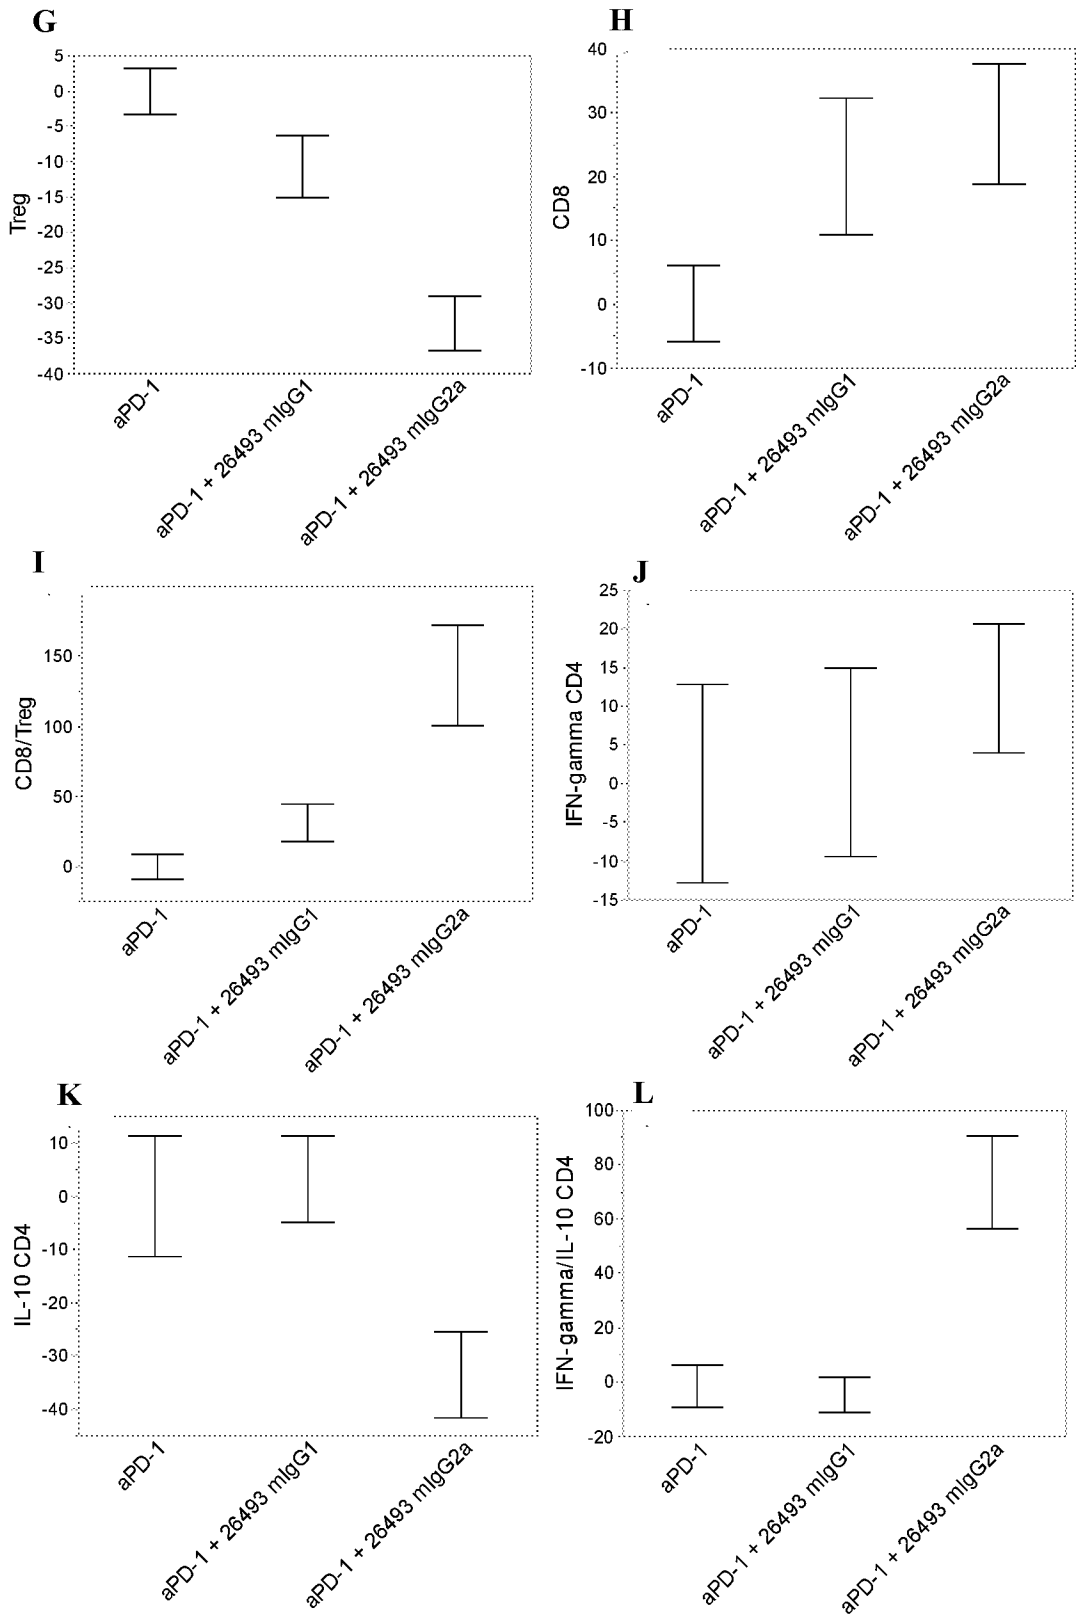 G
Treg
5
0
-5
-10
-15
-20
-25
-30
-35
-40
aPD-1
aPD-1 + 26493 mIgG1
aPD-1 + 26493 mIgG2a
H
CD8
40
30
20
10
0
-10
aPD-1
aPD-1 + 26493 mIgG1
aPD-1 + 26493 mIgG2a
I
CD8/Treg
150
100
50
0
aPD-1
aPD-1 + 26493 mIgG1
aPD-1 + 26493 mIgG2a
J
IFN-gamma CD4
25
20
15
10
5
0
-5
-10
-15
aPD-1
aPD-1 + 26493 mIgG1
aPD-1 + 26493 mIgG2a
K
IL-10 CD4
10
0
-10
-20
-30
-40
aPD-1
aPD-1 + 26493 mIgG1
aPD-1 + 26493 mIgG2a
L
IFN-gamma/IL-10 CD4
100
80
60
40
20
0
-20
aPD-1
aPD-1 + 26493 mIgG1
aPD-1 + 26493 mIgG2a